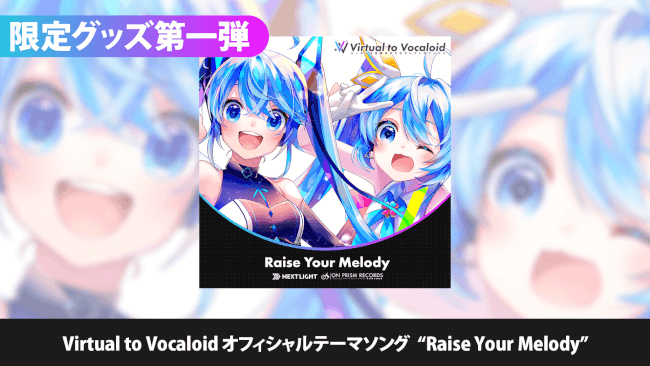 限定グッズ第一弾
Virtual to Vocaloid
Raise Your Melody
NEXTLIGHT
ON PRISM RECORDS
Virtual to Vocaloid オフィシャルテーマソング “Raise Your Melody”